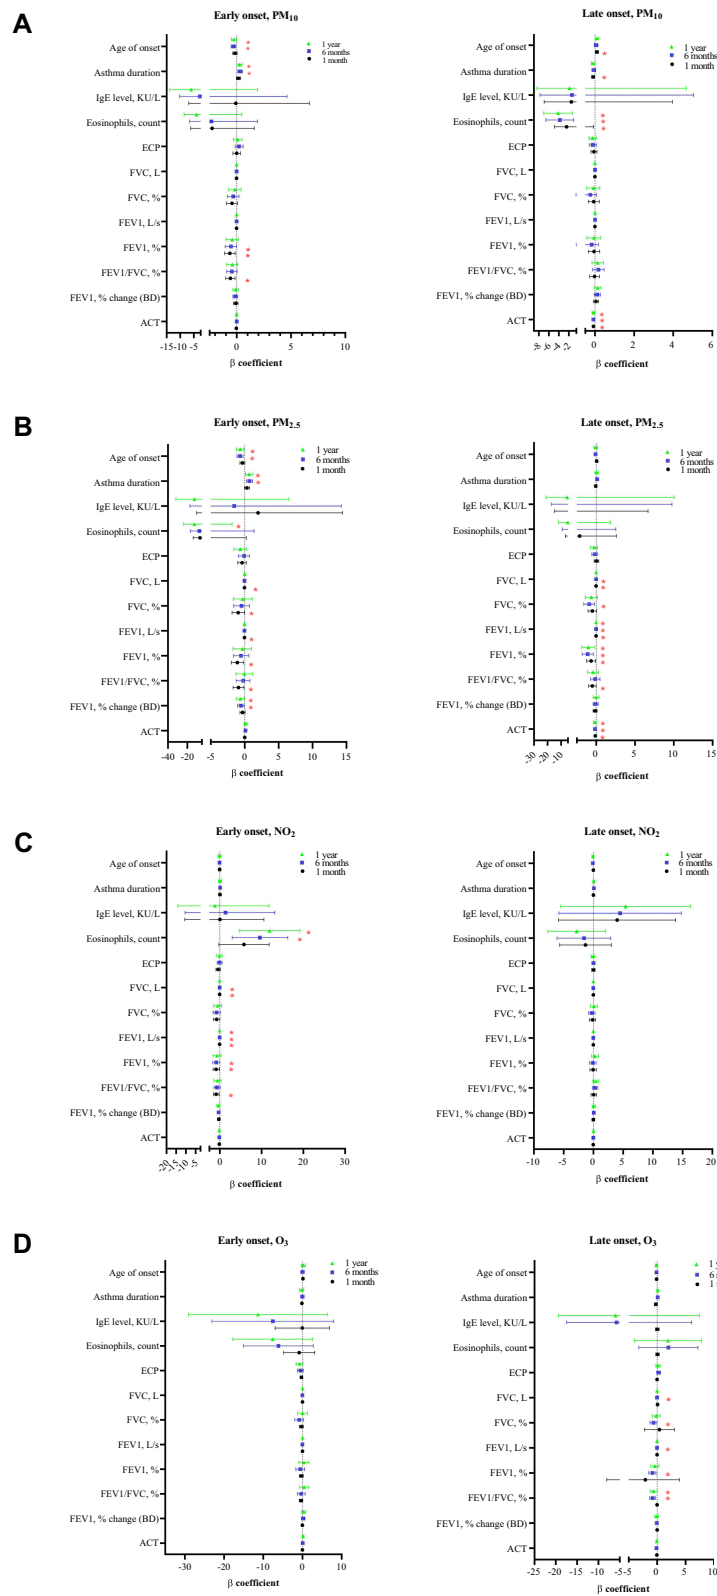 A
Early onset, PM10
1 year
6 months
1 month
Age of onset
Asthma duration
IgE level, KU/L
Eosinophils, count
ECP
FVC, L
FVC, %
FEV1, L/s
FEV1, %
FEV1/FVC, %
FEV1, % change (BD)
ACT
-15 -10 -5 0 5 10
β coefficient
Late onset, PM10
1 year
6 months
1 month
Age of onset
Asthma duration
IgE level, KU/L
Eosinophils, count
ECP
FVC, L
FVC, %
FEV1, L/s
FEV1, %
FEV1/FVC, %
FEV1, % change (BD)
ACT
-8 -6 -4 -2 0 2 4 6
β coefficient
B
Early onset, PM2.5
1 year
6 months
1 month
Age of onset
Asthma duration
IgE level, KU/L
Eosinophils, count
ECP
FVC, L
FVC, %
FEV1, L/s
FEV1, %
FEV1/FVC, %
FEV1, % change (BD)
ACT
-40 -20 -5 0 5 10 15
β coefficient
Late onset, PM2.5
1 year
6 months
1 month
Age of onset
Asthma duration
IgE level, KU/L
Eosinophils, count
ECP
FVC, L
FVC, %
FEV1, L/s
FEV1, %
FEV1/FVC, %
FEV1, % change (BD)
ACT
-30 -20 -10 0 5 10 15
β coefficient
C
Early onset, NO2
1 year
6 months
1 month
Age of onset
Asthma duration
IgE level, KU/L
Eosinophils, count
ECP
FVC, L
FVC, %
FEV1, L/s
FEV1, %
FEV1/FVC, %
FEV1, % change (BD)
ACT
-20 -15 -10 -5 0 10 20 30
β coefficient
Late onset, NO2
1 year
6 months
1 month
Age of onset
Asthma duration
IgE level, KU/L
Eosinophils, count
ECP
FVC, L
FVC, %
FEV1, L/s
FEV1, %
FEV1/FVC, %
FEV1, % change (BD)
ACT
-10 -5 0 5 10 15 20
β coefficient
D
Early onset, O3
1 year
6 months
1 month
Age of onset
Asthma duration
IgE level, KU/L
Eosinophils, count
ECP
FVC, L
FVC, %
FEV1, L/s
FEV1, %
FEV1/FVC, %
FEV1, % change (BD)
ACT
-30 -20 -10 0 10
β coefficient
Late onset, O3
1 y
6 m
1 m
Age of onset
Asthma duration
IgE level, KU/L
Eosinophils, count
ECP
FVC, L
FVC, %
FEV1, L/s
FEV1, %
FEV1/FVC, %
FEV1, % change (BD)
ACT
-25 -20 -15 -10 -5 -5 0 5 10
β coefficient